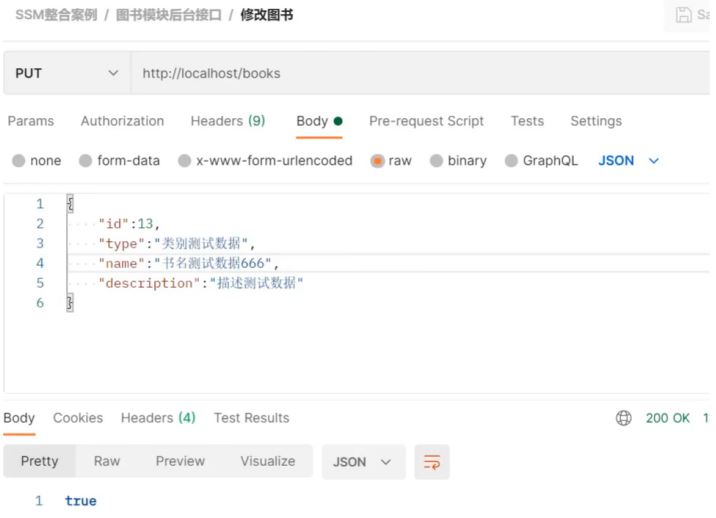 SSM整合案例 / 图书模块后台接口 / 修改图书
Sa
PUT http://localhost/books
Params Authorization Headers (9) Body Pre-request Script Tests Settings
none form-data x-www-form-urlencoded raw binary GraphQL JSON
1 {
2 "id":13,
3 "type":"类别测试数据",
4 "name":"书名测试数据666",
5 "description":"描述测试数据"
6 }
Body Cookies Headers (4) Test Results 200 OK 1
Pretty Raw Preview Visualize JSON
1 true